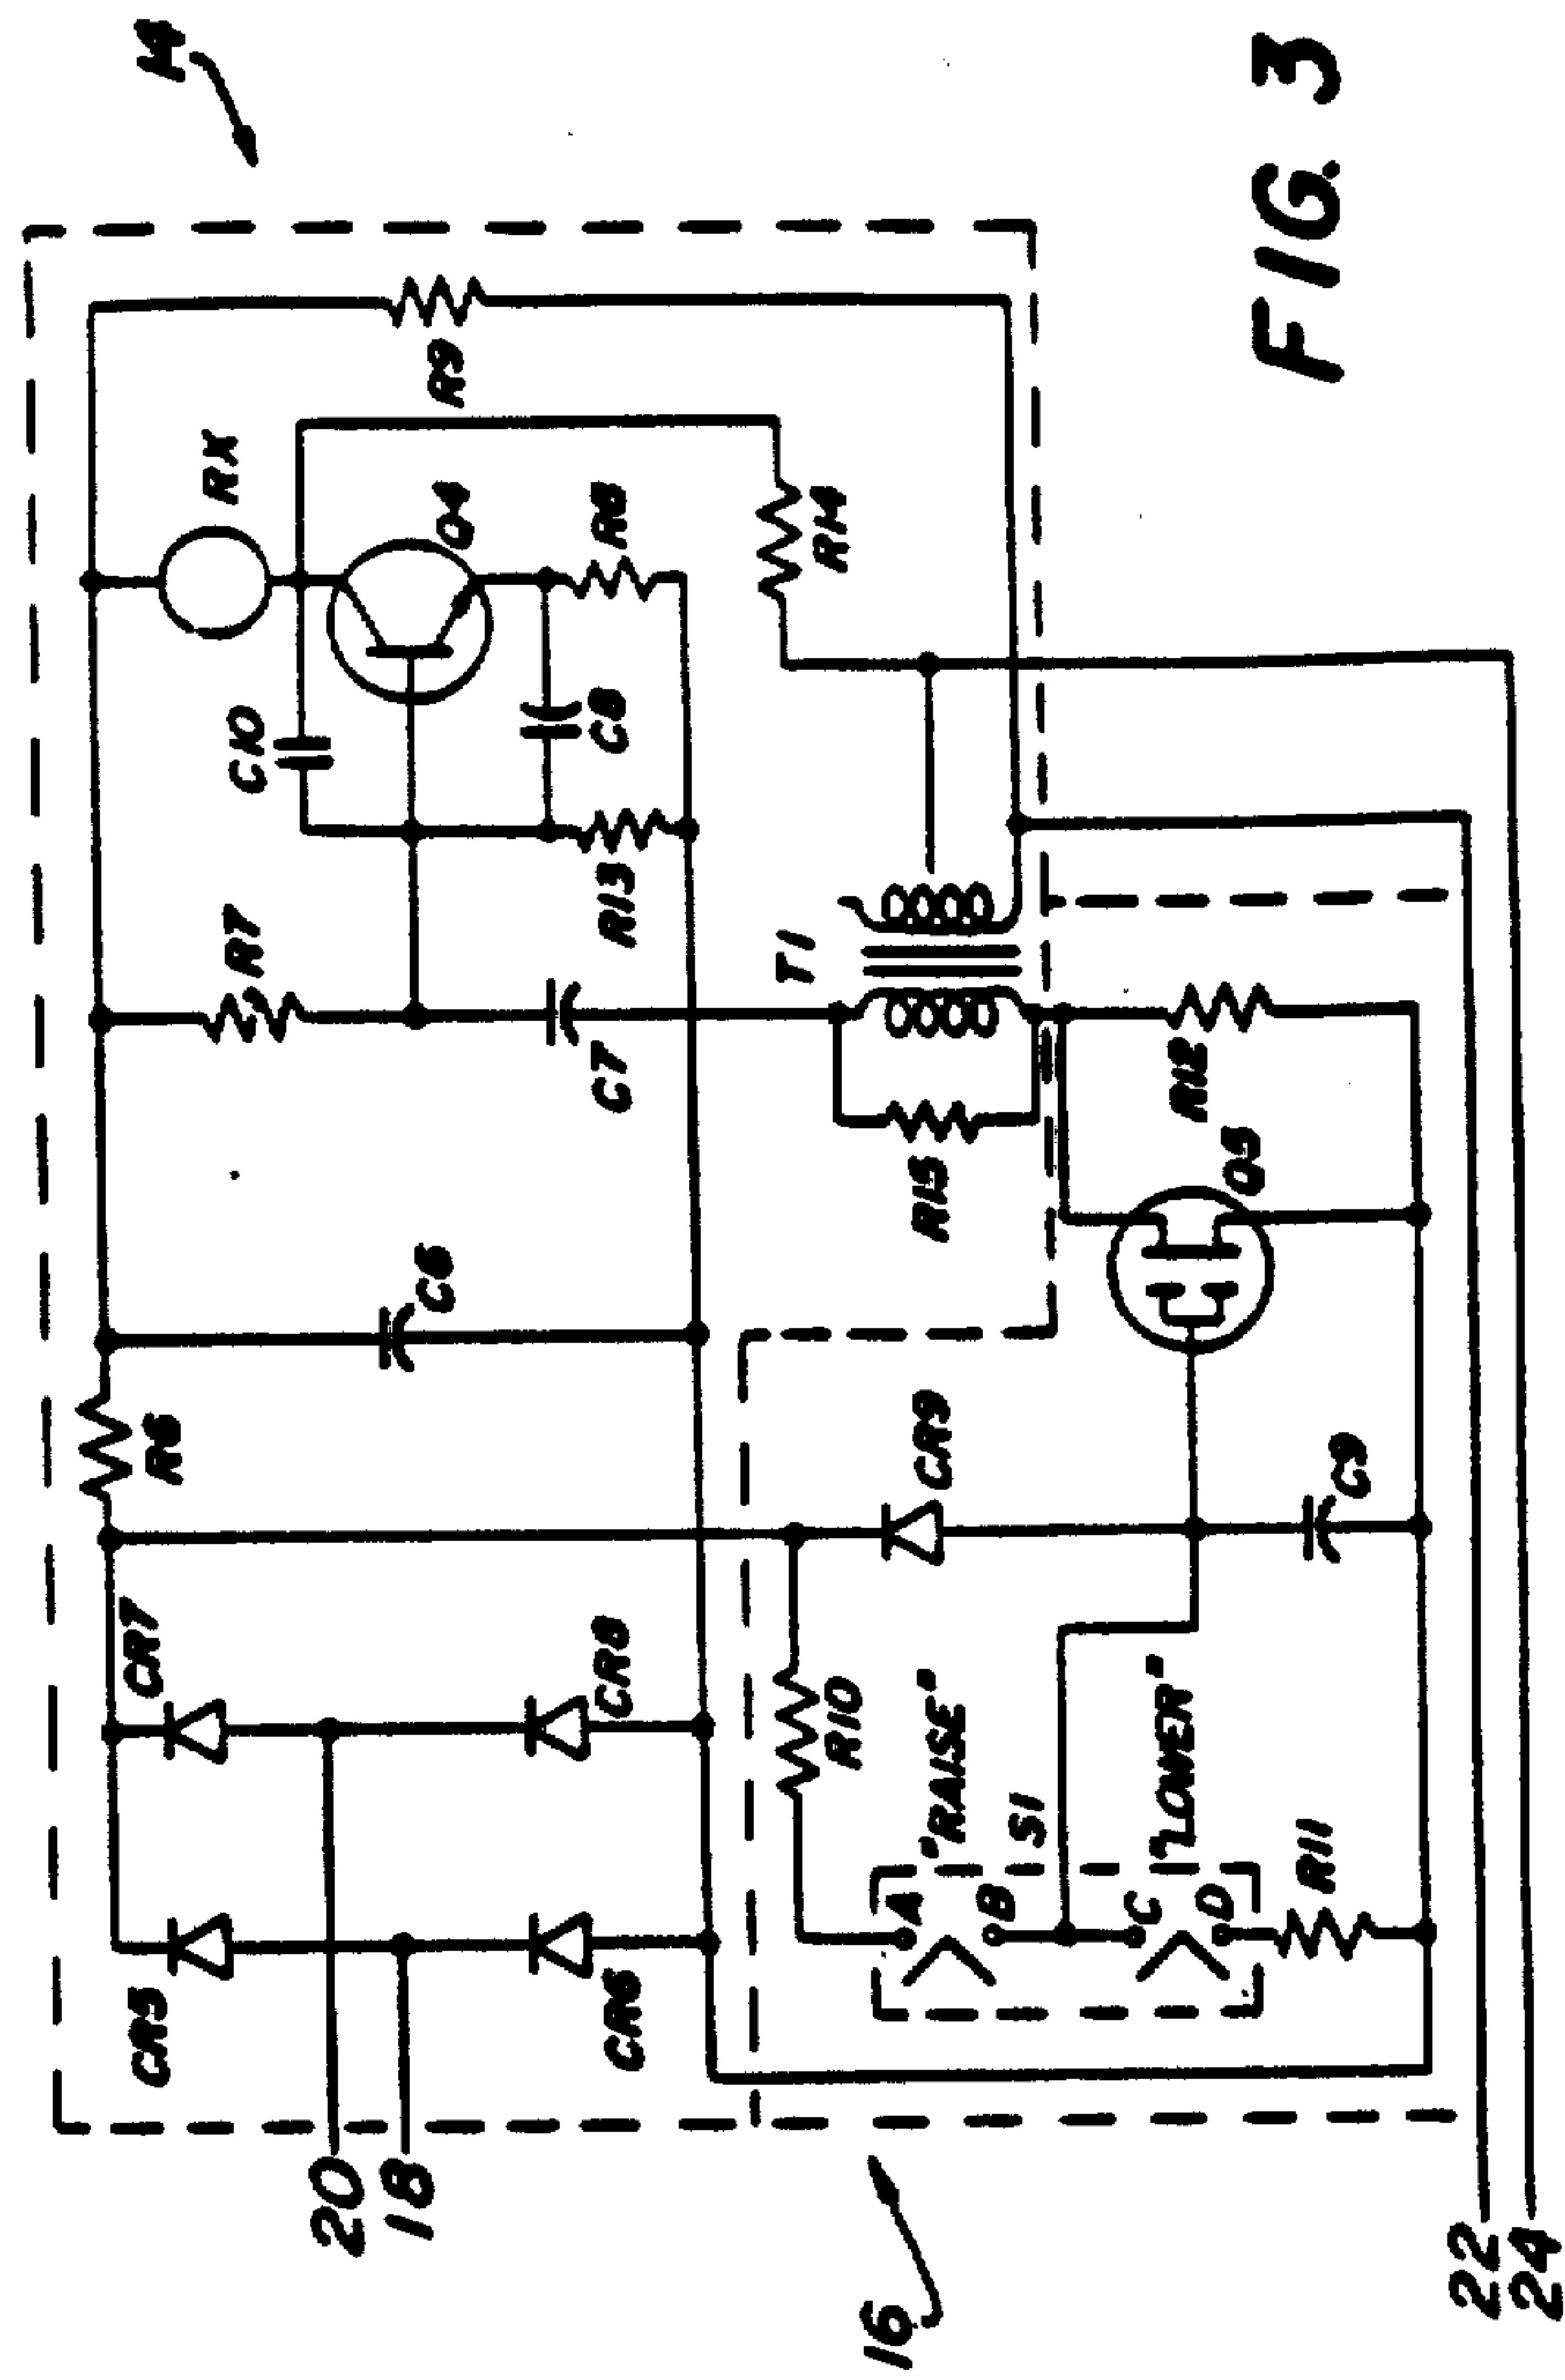 A
CR5
CR7
R6
R7
C10
RX
20
18
C6
R9
Q4
CR6
CR8
C7
R13
C8
R8
T1
R14
R10
CR9
R15
16
A
"RAISE"
B
S1
C
"LOWER"
D
R12
Q5
R11
C9
FIG. 3
22
24